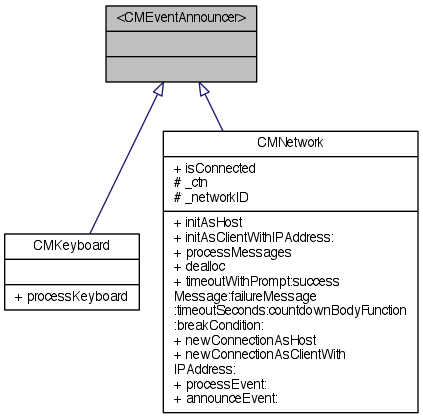 <CMEventAnnouncer>
CMNetwork
+ isConnected
# _ctn
# _networkID
+ initAsHost
+ initAsClientWithIPAddress:
+ processMessages
+ dealloc
+ timeoutWithPrompt:success
Message:failureMessage
:timeoutSeconds:countdownBodyFunction
:breakCondition:
+ newConnectionAsHost
+ newConnectionAsClientWith
IPAddress:
+ processEvent:
+ announceEvent:
CMKeyboard
+ processKeyboard